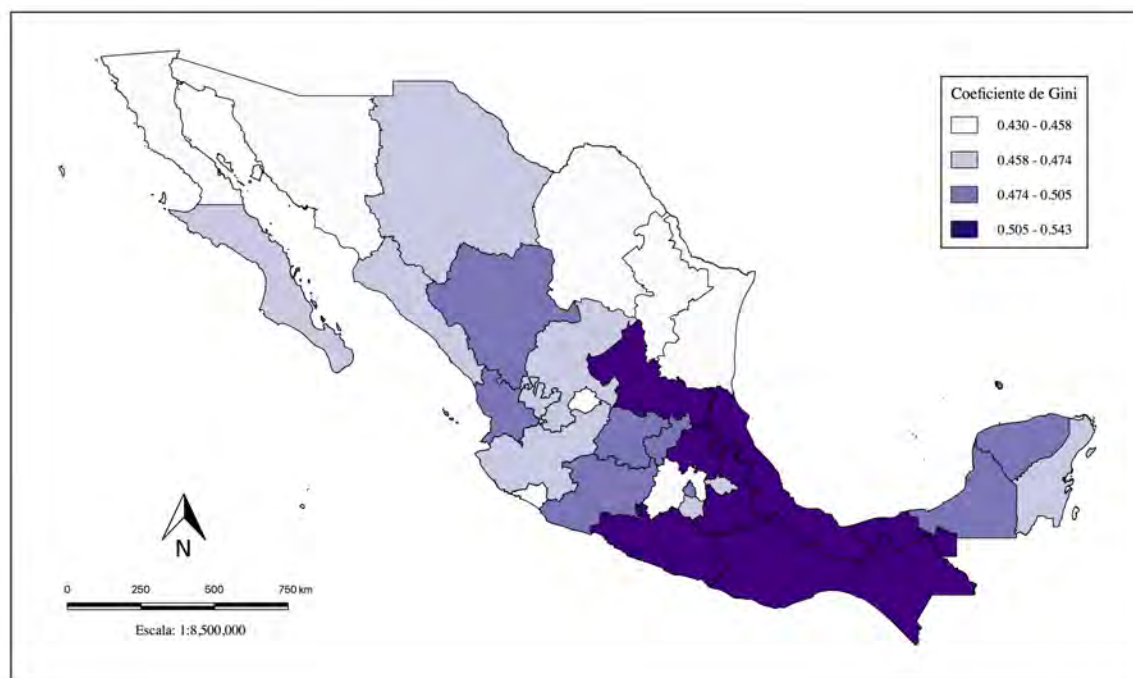 Coeficiente de Gini
0.430 - 0.458
0.458 - 0.474
0.474 - 0.505
0.505 - 0.543
N
0 250 500 750 km
Escala: 1:8,500,000